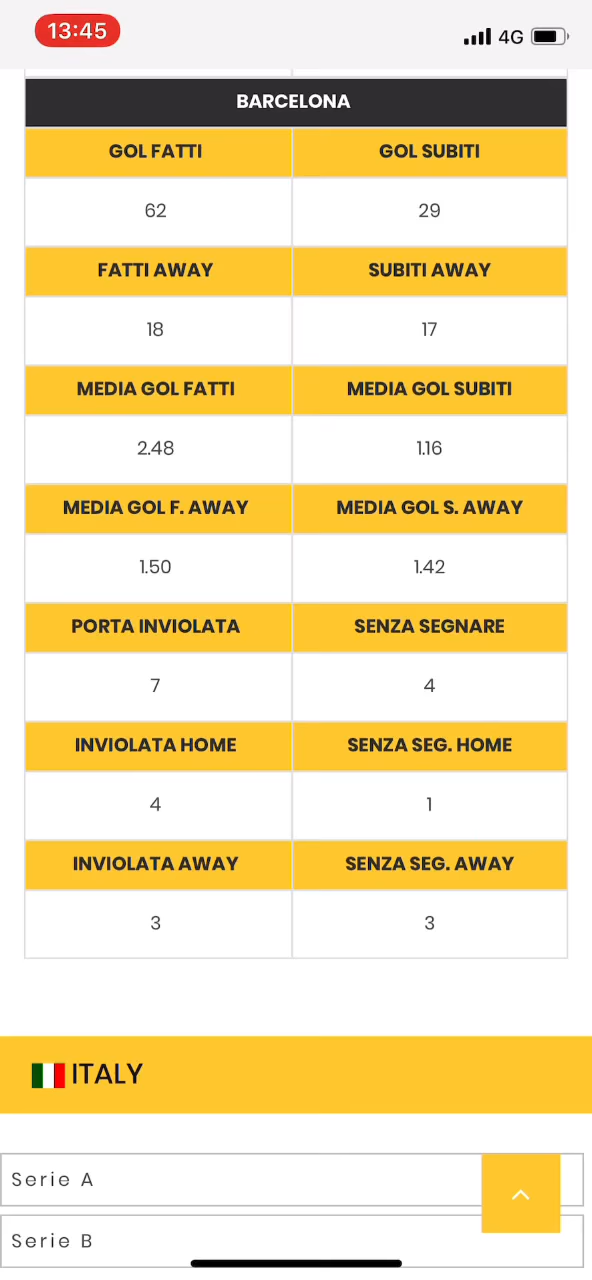 13:45
4G
BARCELONA
GOL FATTI GOL SUBITI
62 29
FATTI AWAY SUBITI AWAY
18 17
MEDIA GOL FATTI MEDIA GOL SUBITI
2.48 1.16
MEDIA GOL F. AWAY MEDIA GOL S. AWAY
1.50 1.42
PORTA INVIOLATA SENZA SEGNARE
7 4
INVIOLATA HOME SENZA SEG. HOME
4 1
INVIOLATA AWAY SENZA SEG. AWAY
3 3
ITALY
Serie A
Serie B